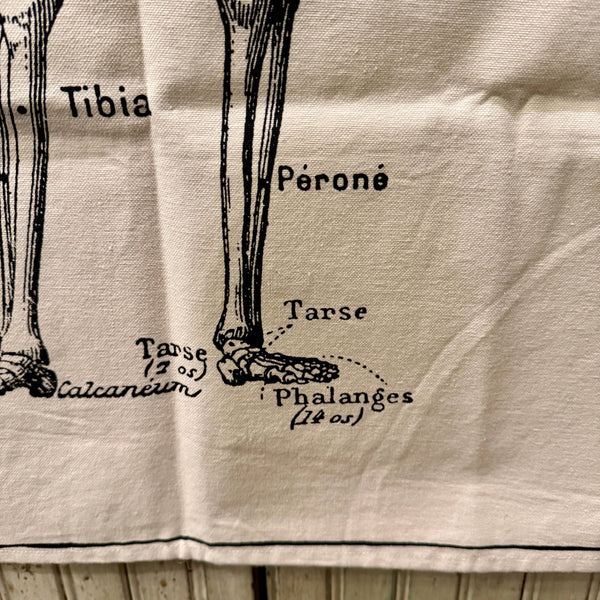 Tibia
Péroné
Tarse
Tarse
(7 os)
Calcanéum
Phalanges
(14 os)